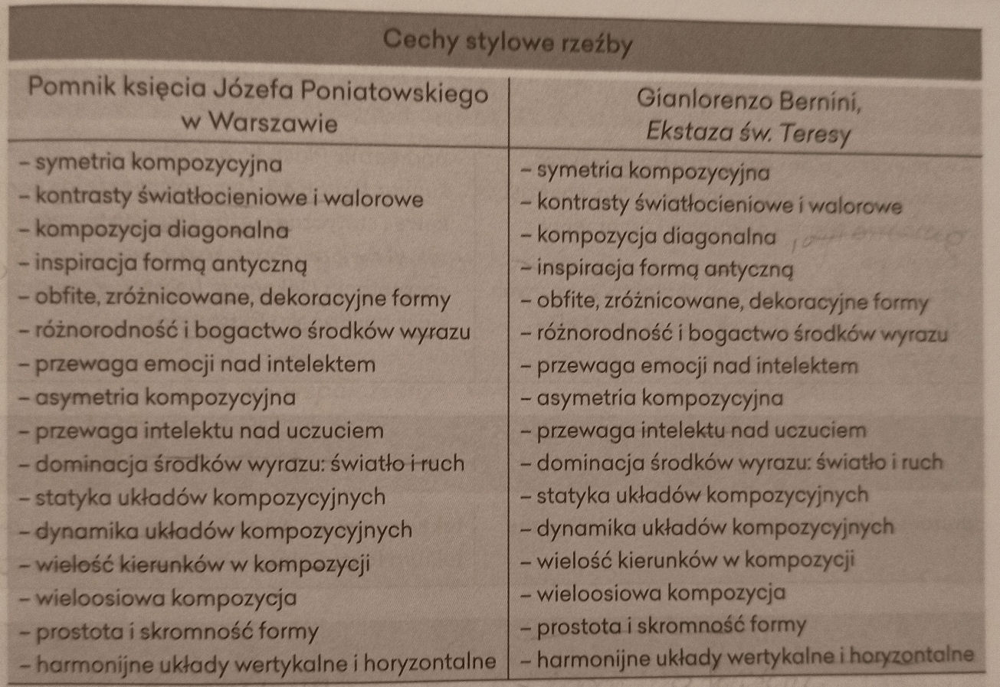 Cechy stylowe rzeźby
Pomnik księcia Józefa Poniatowskiego
w Warszawie
– symetria kompozycyjna
– kontrasty światłocieniowe i walorowe
– kompozycja diagonalna
– inspiracja formą antyczną
– obfite, zróżnicowane, dekoracyjne formy
– różnorodność i bogactwo środków wyrazu
– przewaga emocji nad intelektem
– asymetria kompozycyjna
– przewaga intelektu nad uczuciem
– dominacja środków wyrazu: światło i ruch
– statyka układów kompozycyjnych
– dynamika układów kompozycyjnych
– wielość kierunków w kompozycji
– wieloosiowa kompozycja
– prostota i skromność formy
– harmonijne układy wertykalne i horyzontalne
Gianlorenzo Bernini,
Ekstaza św. Teresy
– symetria kompozycyjna
– kontrasty światłocieniowe i walorowe
– kompozycja diagonalna
– inspiracja formą antyczną
– obfite, zróżnicowane, dekoracyjne formy
– różnorodność i bogactwo środków wyrazu
– przewaga emocji nad intelektem
– asymetria kompozycyjna
– przewaga intelektu nad uczuciem
– dominacja środków wyrazu: światło i ruch
– statyka układów kompozycyjnych
– dynamika układów kompozycyjnych
– wielość kierunków w kompozycji
– wieloosiowa kompozycja
– prostota i skromność formy
– harmonijne układy wertykalne i horyzontalne